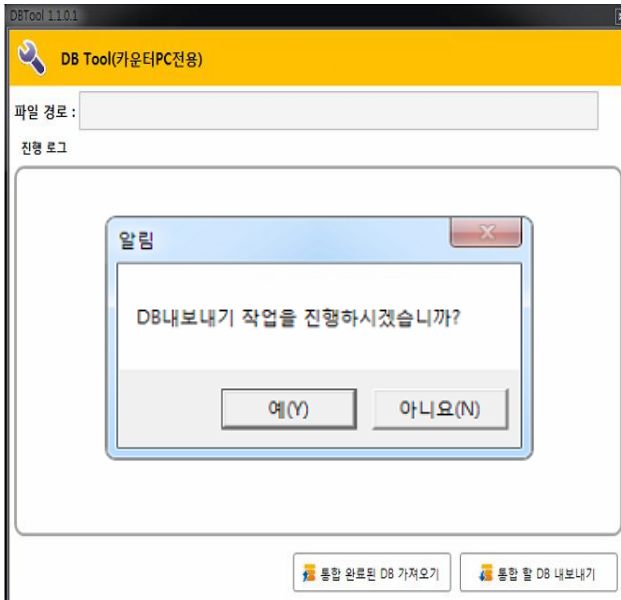 DBTool 1.1.0.1
DB Tool(카운터PC전용)
파일 경로 :
진행 로그
알림
DB내보내기 작업을 진행하시겠습니까?
예(Y)
아니요(N)
통합 완료된 DB 가져오기
통합 할 DB 내보내기